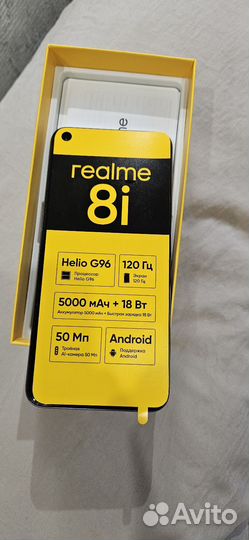 me
realme
8i
Helio G96
Процессор
Helio G96
120 Гц
Экран
120 Гц
5000 мАч + 18 Вт
Аккумулятор 5000 мАч + Быстрая зарядка 18 Вт
50 Мп
Тройная
AI-камера 50 Мп
Android
Поддержка
Android
Avito